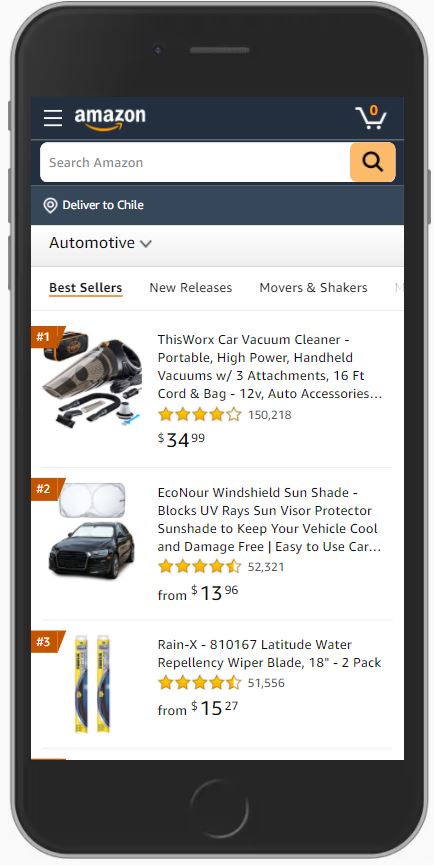 amazon
0
Search Amazon
Deliver to Chile
Automotive
Best Sellers New Releases Movers & Shakers M
#1
ThisWorx Car Vacuum Cleaner -
Portable, High Power, Handheld
Vacuums w/ 3 Attachments, 16 Ft
Cord & Bag - 12v, Auto Accessories...
150,218
$34.99
#2
EcoNour Windshield Sun Shade -
Blocks UV Rays Sun Visor Protector
Sunshade to Keep Your Vehicle Cool
and Damage Free | Easy to Use Car...
52,321
from $13.96
#3
Rain-X - 810167 Latitude Water
Repellency Wiper Blade, 18" - 2 Pack
51,556
from $15.27